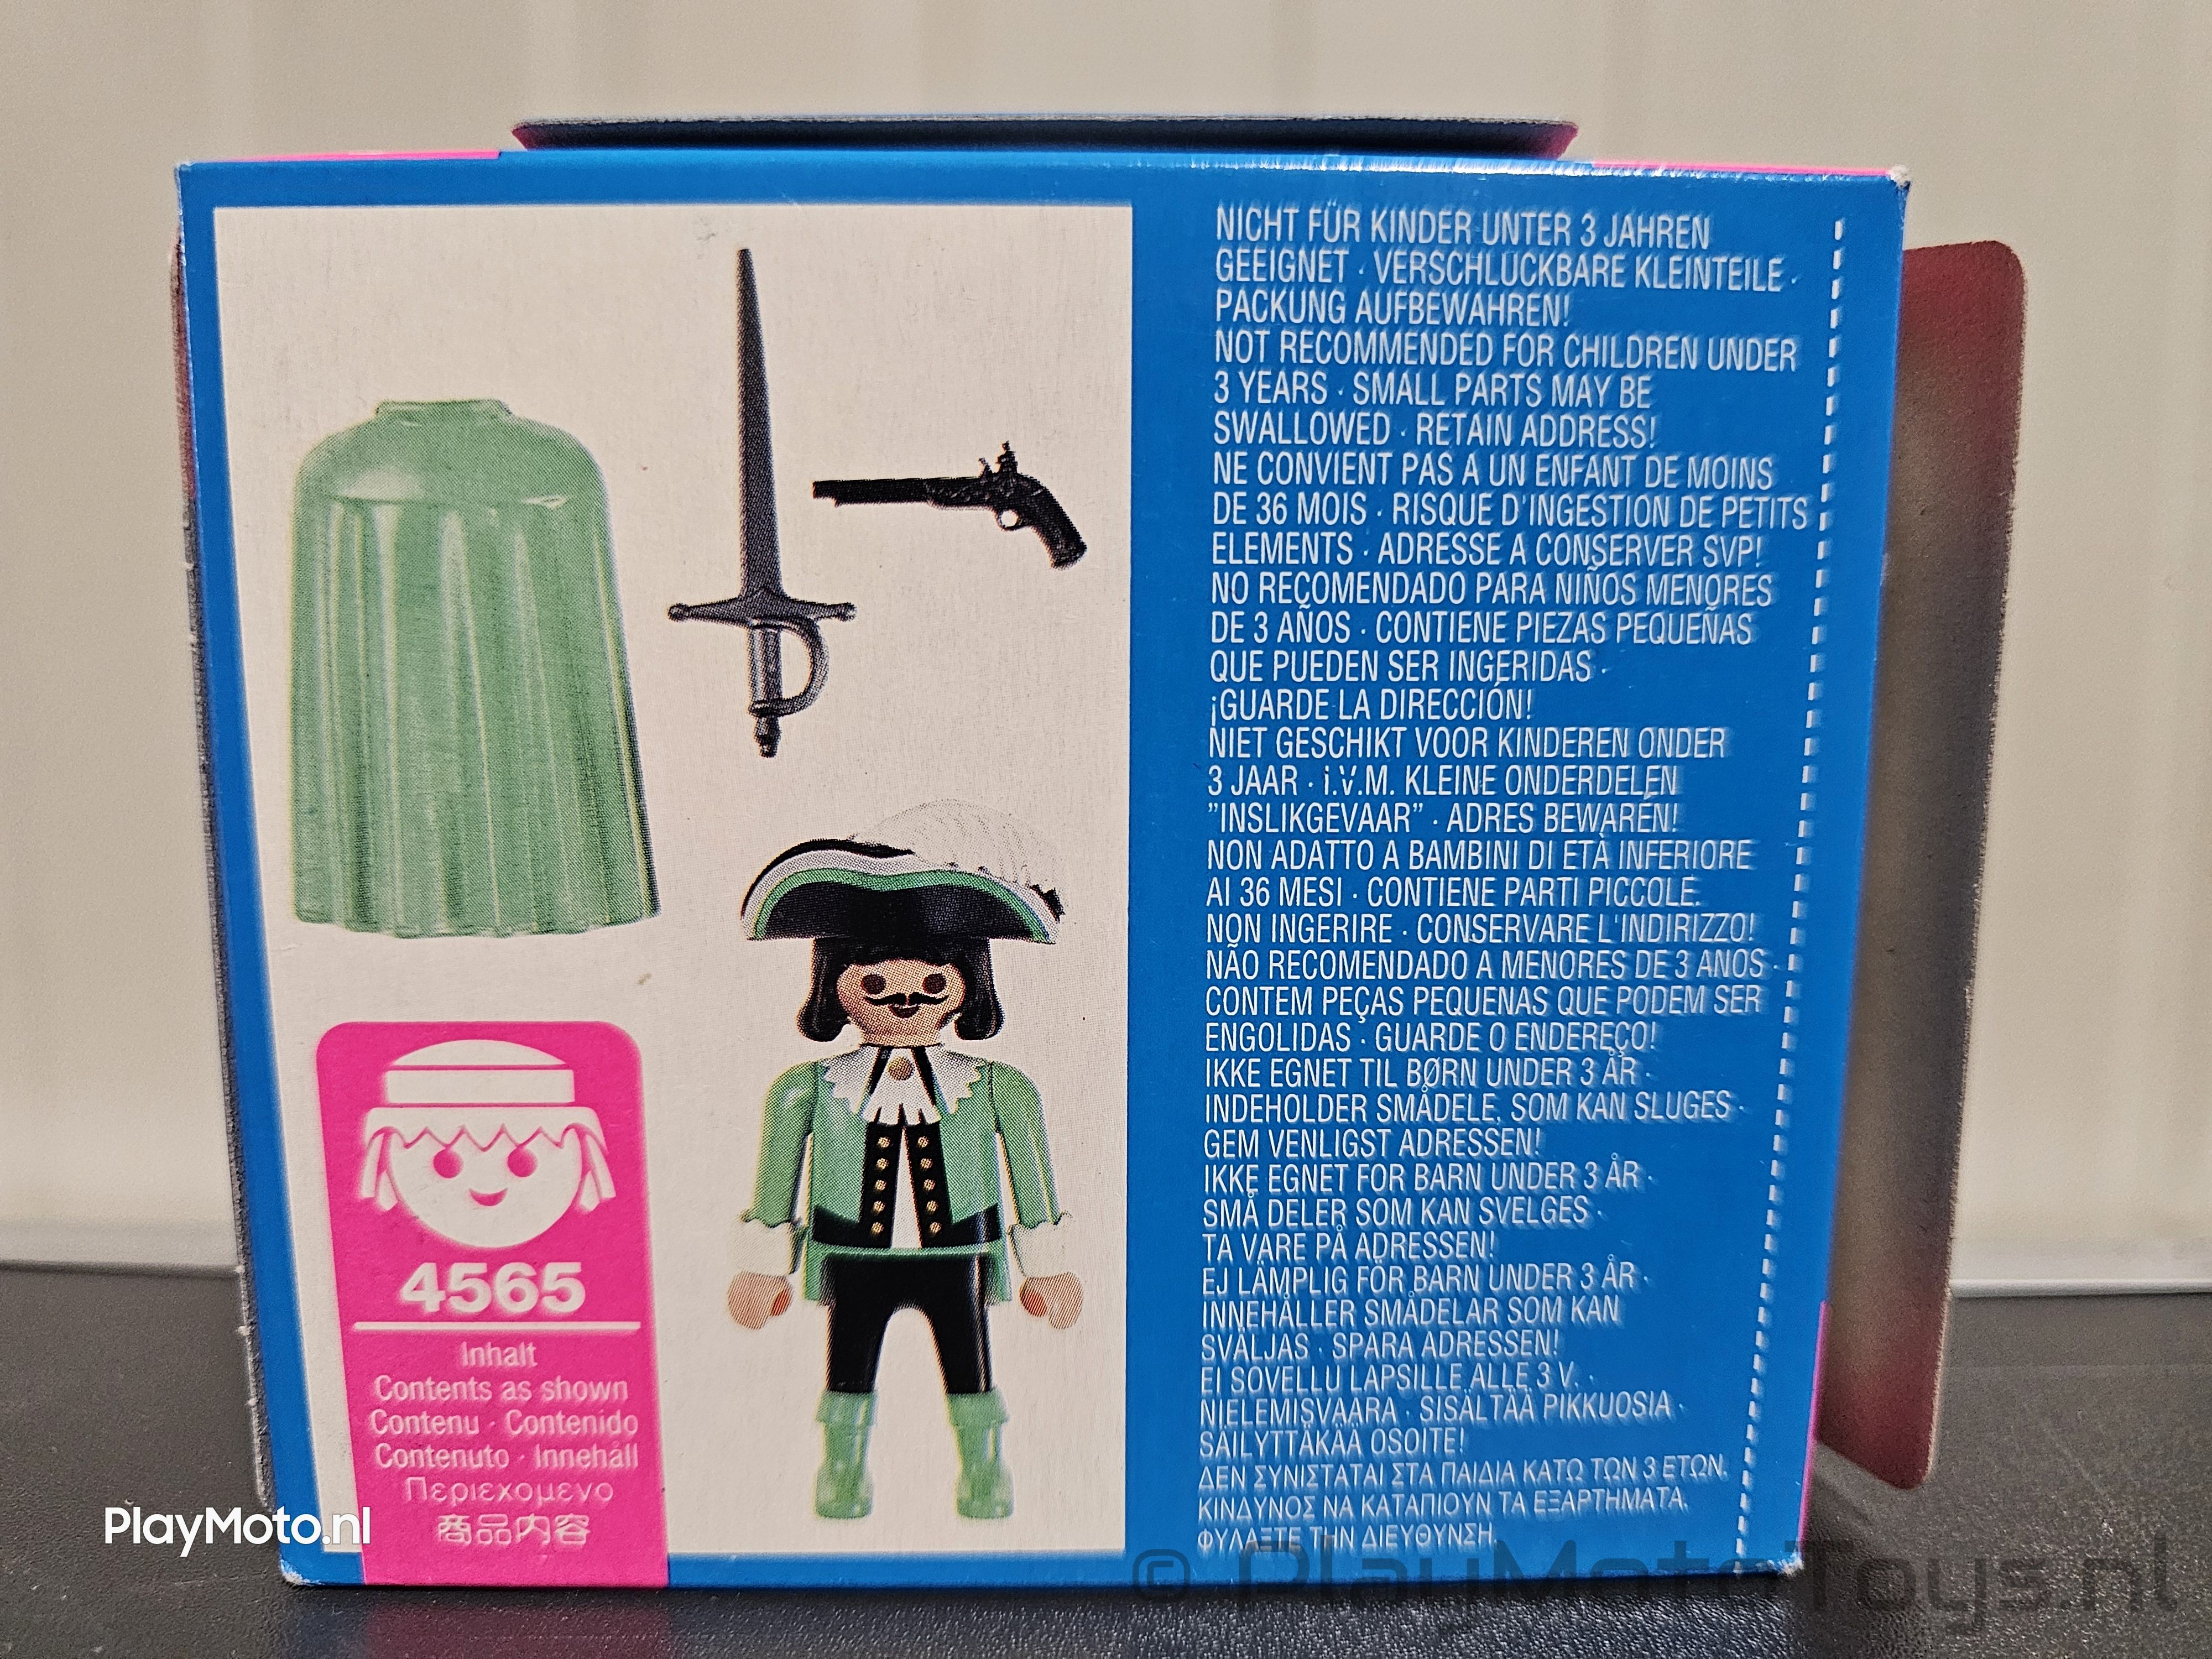 NICHT FÜR KINDER UNTER 3 JAHREN
GEEIGNET · VERSCHLUCKBARE KLEINTEILE ·
PACKUNG AUFBEWAHREN!
NOT RECOMMENDED FOR CHILDREN UNDER
3 YEARS · SMALL PARTS MAY BE
SWALLOWED · RETAIN ADDRESS!
NE CONVIENT PAS A UN ENFANT DE MOINS
DE 36 MOIS · RISQUE D'INGESTION DE PETITS
ELEMENTS · ADRESSE A CONSERVER SVP!
NO RECOMENDADO PARA NIÑOS MENORES
DE 3 AÑOS · CONTIENE PIEZAS PEQUEÑAS
QUE PUEDEN SER INGERIDAS ·
¡GUARDE LA DIRECCIÓN!
NIET GESCHIKT VOOR KINDEREN ONDER
3 JAAR · i.V.M. KLEINE ONDERDELEN
"INSLIKGEVAAR" · ADRES BEWAREN!
NON ADATTO A BAMBINI DI ETÀ INFERIORE
AI 36 MESI · CONTIENE PARTI PICCOLE.
NON INGERIRE · CONSERVARE L'INDIRIZZO!
NÃO RECOMENDADO A MENORES DE 3 ANOS ·
CONTEM PEÇAS PEQUENAS QUE PODEM SER
ENGOLIDAS · GUARDE O ENDEREÇO!
IKKE EGNET TIL BØRN UNDER 3 ÅR ·
INDEHOLDER SMÅDELE, SOM KAN SLUGES ·
GEM VENLIGST ADRESSEN!
IKKE EGNET FOR BARN UNDER 3 ÅR ·
SMÅ DELER SOM KAN SVELGES ·
TA VARE PÅ ADRESSEN!
EJ LÄMPLIG FÖR BARN UNDER 3 ÅR ·
INNEHÅLLER SMÅDELAR SOM KAN
SVÄLJAS · SPARA ADRESSEN!
EI SOVELLU LAPSILLE ALLE 3 V. ·
NIELEMISVAARA · SISÄLTÄÄ PIKKUOSIA ·
SÄILYTTÄKÄÄ OSOITE!
ΔΕΝ ΣΥΝΙΣΤΑΤΑΙ ΣΤΑ ΠΑΙΔΙΑ ΚΑΤΩ ΤΩΝ 3 ΕΤΩΝ.
ΚΙΝΔΥΝΟΣ ΝΑ ΚΑΤΑΠΙΟΥΝ ΤΑ ΕΞΑΡΤΗΜΑΤΑ.
ΦΥΛΑΞΤΕ ΤΗΝ ΔΙΕΥΘΥΝΣΗ.
4565
Inhalt
Contents as shown
Contenu · Contenido
Contenuto · Innehåll
Περιεχομενο
商品内容
PlayMoto.nl
© PlayMotoToys.nl